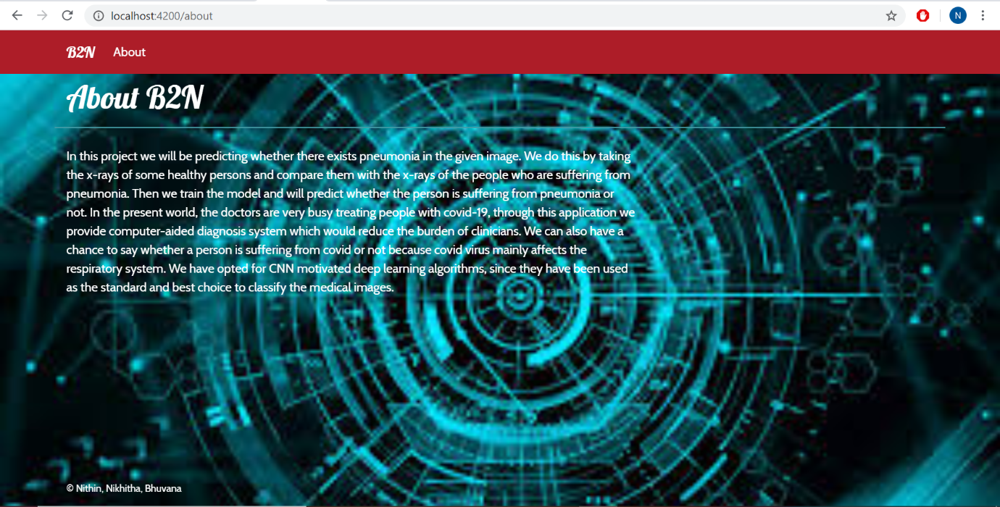 localhost:4200/about
N
B2N About
About B2N
In this project we will be predicting whether there exists pneumonia in the given image. We do this by taking
the x-rays of some healthy persons and compare them with the x-rays of the people who are suffering from
pneumonia. Then we train the model and will predict whether the person is suffering from pneumonia or
not. In the present world, the doctors are very busy treating people with covid-19, through this application we
provide computer-aided diagnosis system which would reduce the burden of clinicians. We can also have a
chance to say whether a person is suffering from covid or not because covid virus mainly affects the
respiratory system. We have opted for CNN motivated deep learning algorithms, since they have been used
as the standard and best choice to classify the medical images.
© Nithin, Nikhitha, Bhuvana